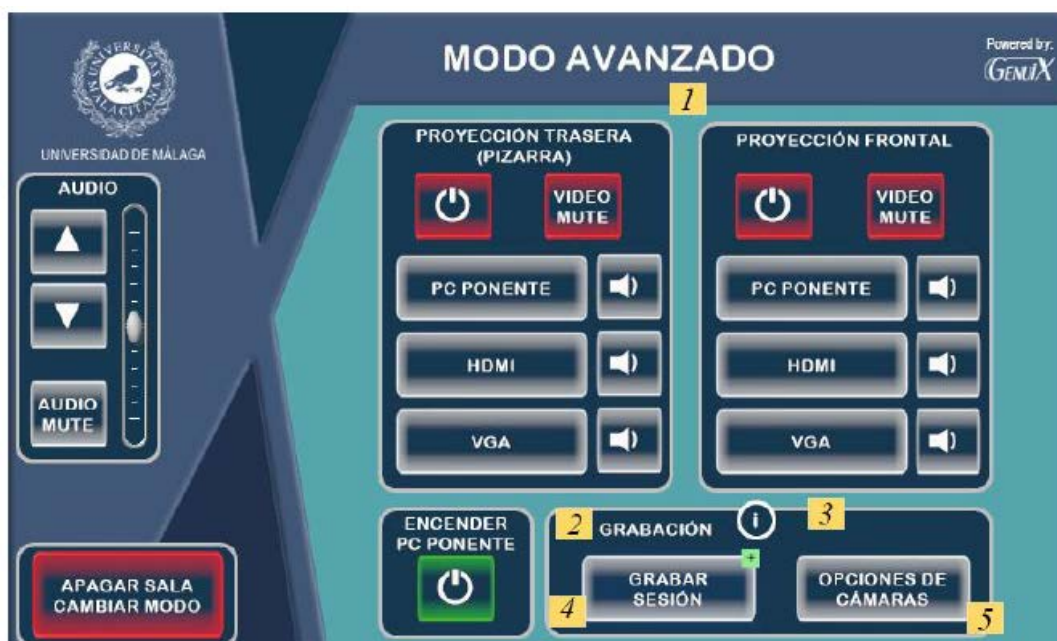 MODO AVANZADO
Powered by:
GENUIX
UNIVERSITAS MALACITANA
UNIVERSIDAD DE MÁLAGA
1
AUDIO
AUDIO
MUTE
PROYECCIÓN TRASERA
(PIZARRA)
VIDEO
MUTE
PC PONENTE
HDMI
VGA
PROYECCIÓN FRONTAL
VIDEO
MUTE
PC PONENTE
HDMI
VGA
APAGAR SALA
CAMBIAR MODO
ENCENDER
PC PONENTE
2 GRABACIÓN i 3
+
GRABAR
SESIÓN
4
OPCIONES DE
CÁMARAS
5